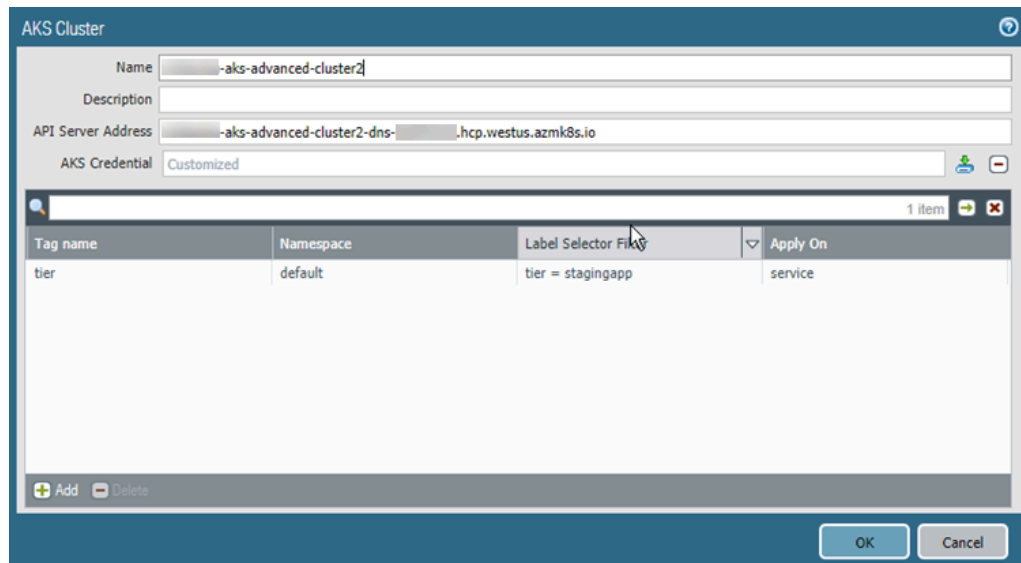 AKS Cluster
Name -aks-advanced-cluster2
Description
API Server Address -aks-advanced-cluster2-dns- .hcp.westus.azmk8s.io
AKS Credential Customized
1 item
Tag name Namespace Label Selector Filter Apply On
tier default tier = stagingapp service
Add Delete
OK Cancel